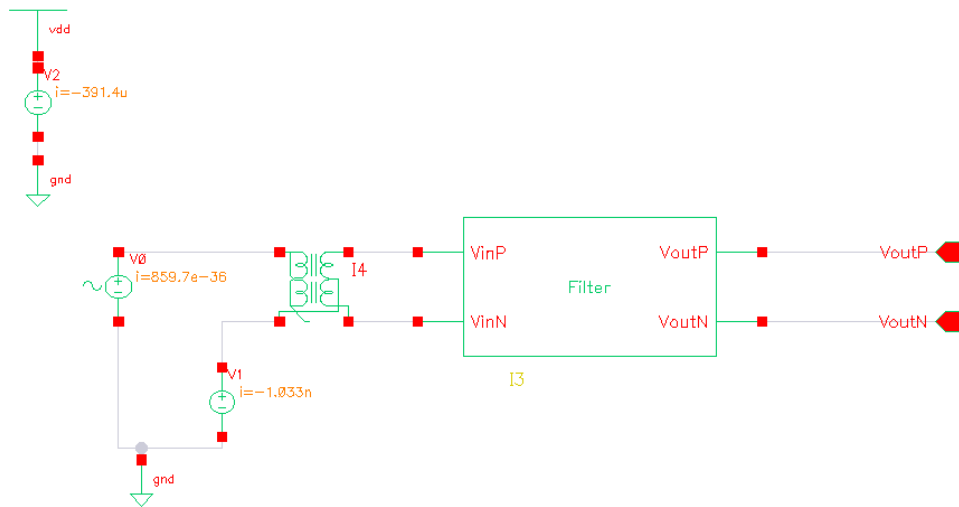 vdd
V2
i=-391.4u
gnd
V0
i=859.7e-36
I4
VinP
VoutP
VoutP
Filter
VinN
VoutN
VoutN
V1
i=-1.033n
I3
gnd